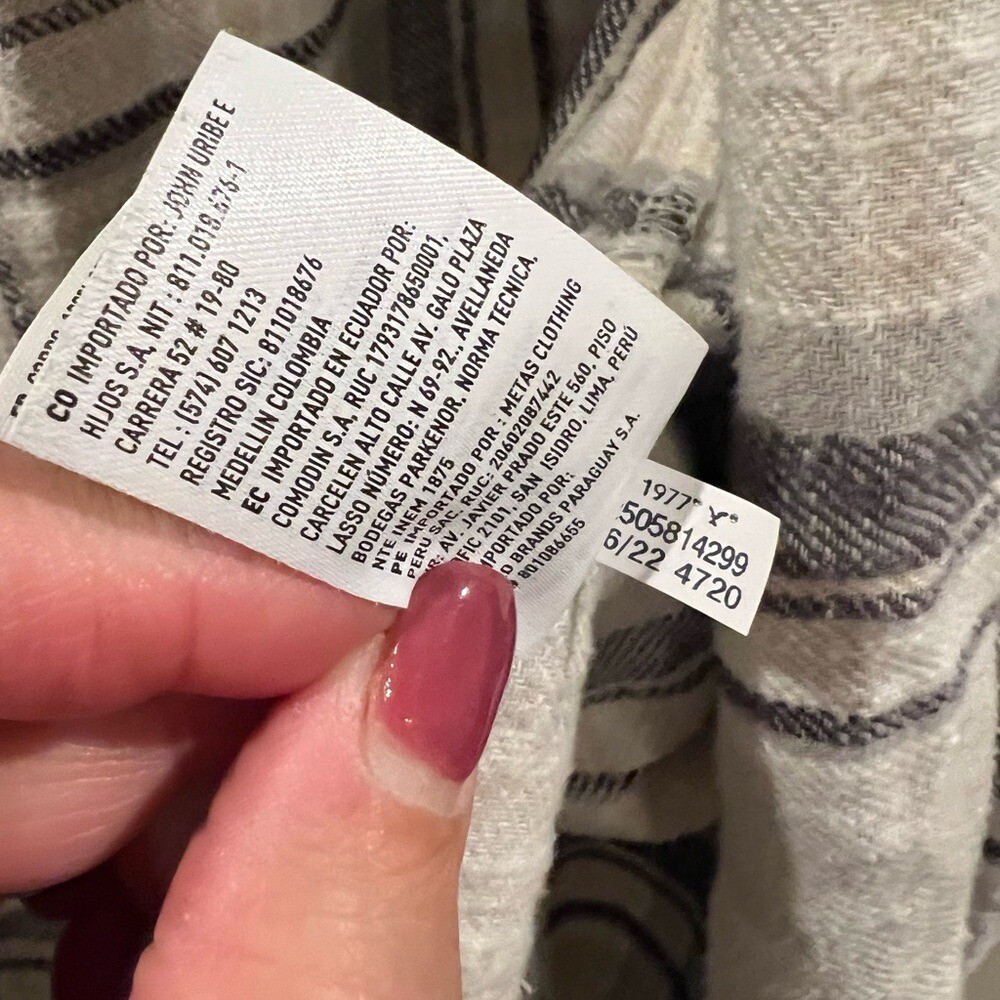 CO IMPORTADO POR: JOHN URIBE E
HIJOS S.A, NIT : 811.018.676-1
CARRERA 52 # 19-80
TEL : (574) 607 1213
REGISTRO SIC: 811018676
MEDELLIN COLOMBIA
EC IMPORTADO EN ECUADOR POR:
COMODIN S.A, RUC 1793178650001,
CARCELEN ALTO CALLE AV. GALO PLAZA
LASSO NÚMERO: N 69-92., AVELLANEDA
BODEGAS PARKENOR, NORMA TECNICA,
NTE INEM 1875
PE IMPORTADO POR : METAS CLOTHING
PERU SAC, RUC: 20602087442
AV. JAVIER PRADO ESTE 560, PISO
2101, SAN ISIDRO. LIMA, PERÚ
POR:
BRANDS PARAGUAY S.A.
80108665
505814299
6/22 4720